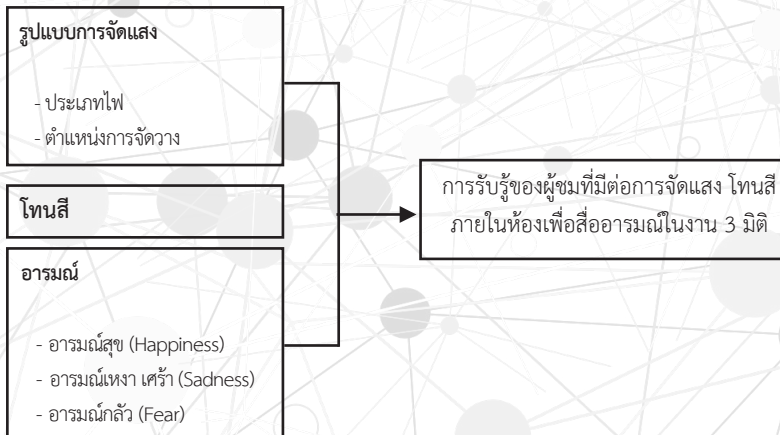 รูปแบบการจัดแสง
- ประเภทไฟ
- ตำแหน่งการจัดวาง
โทนสี
อารมณ์
- อารมณ์สุข (Happiness)
- อารมณ์เหงา เศร้า (Sadness)
- อารมณ์กลัว (Fear)
การรับรู้ของผู้ชมที่มีต่อการจัดแสง โทนสี
ภายในห้องเพื่อสื่ออารมณ์ในงาน 3 มิติ